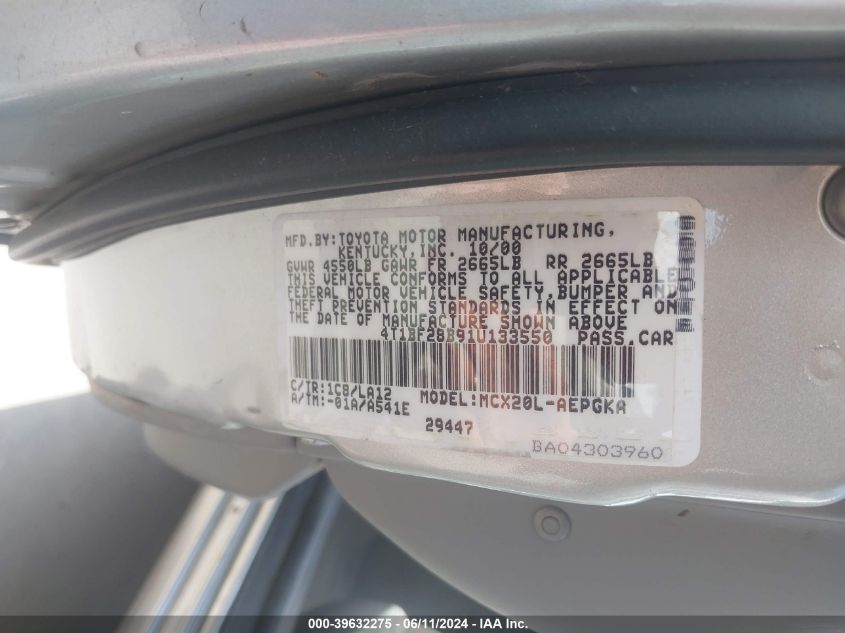 MFD.BY:TOYOTA MOTOR MANUFACTURING,
KENTUCKY,INC. 10/00
GVWR 4550LB GAWR FR 2665LB RR 2665LB
THIS VEHICLE CONFORMS TO ALL APPLICABLE
FEDERAL MOTOR VEHICLE SAFETY,BUMPER AND
THEFT PREVENTION STANDARDS IN EFFECT ON
THE DATE OF MANUFACTURE SHOWN ABOVE
4T1BF28B91U133550 PASS.CAR
C/TR:1C8/LA12 MODEL:MCX20L-AEPGKA
A/TM:-01A/A541E
29447
BA04303960
000-39632275 - 06/11/2024 - IAA Inc.